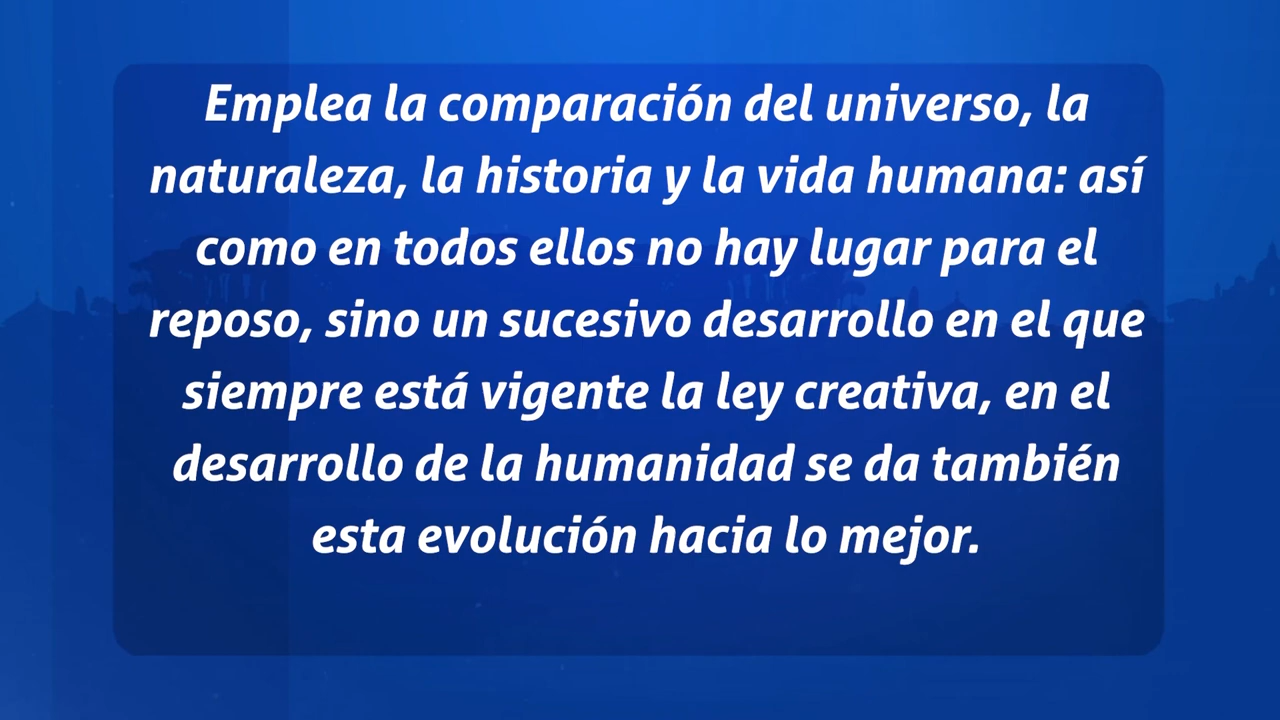 Emplea la comparación del universo, la
naturaleza, la historia y la vida humana: así
como en todos ellos no hay lugar para el
reposo, sino un sucesivo desarrollo en el que
siempre está vigente la ley creativa, en el
desarrollo de la humanidad se da también
esta evolución hacia lo mejor.